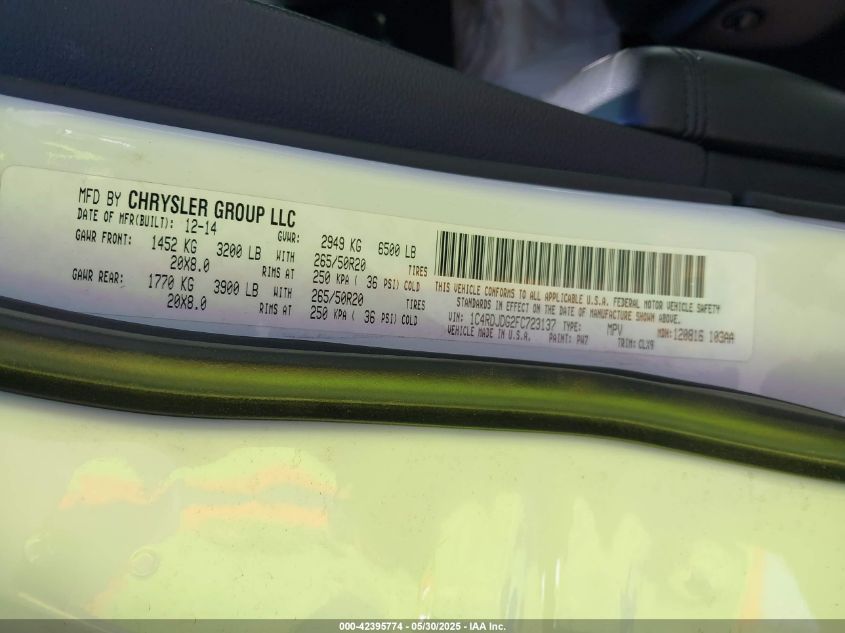 MFD BY CHRYSLER GROUP LLC
DATE OF MFR(BUILT): 12-14 GVWR: 2949 KG 6500 LB
GAWR FRONT: 1452 KG 3200 LB WITH 265/50R20 TIRES
20X8.0 RIMS AT 250 KPA ( 36 PSI) COLD
GAWR REAR: 1770 KG 3900 LB WITH 265/50R20 TIRES
20X8.0 RIMS AT 250 KPA ( 36 PSI) COLD
THIS VEHICLE CONFORMS TO ALL APPLICABLE U.S.A. FEDERAL MOTOR VEHICLE SAFETY
STANDARDS IN EFFECT ON THE DATE OF MANUFACTURE SHOWN ABOVE.
VIN: 1C4RDJDG2FC723137 TYPE: MPV MDH: 120816 103AA
VEHICLE MADE IN U.S.A. PAINT: PW7 TRIM: CLX9
000-42395774 — 05/30/2025 — IAA Inc.